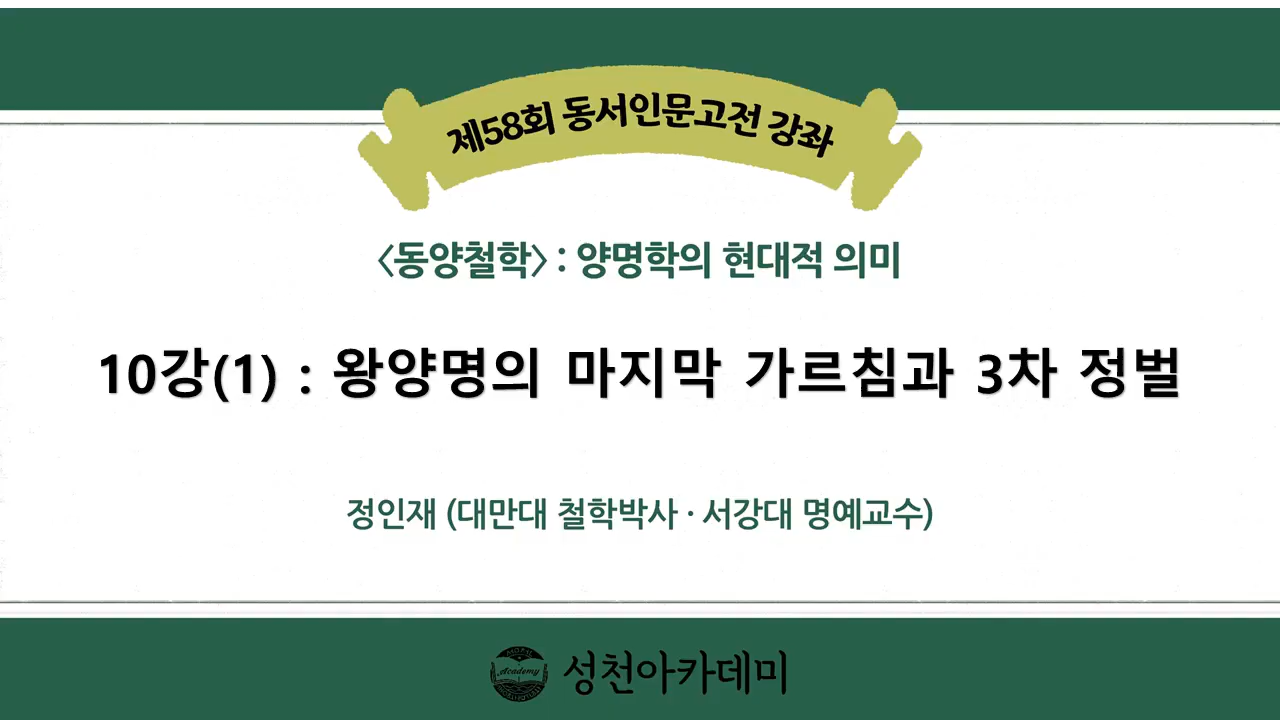 제58회 동서인문고전 강좌
〈동양철학〉 : 양명학의 현대적 의미
10강(1) : 왕양명의 마지막 가르침과 3차 정벌
정인재 (대만대 철학박사 · 서강대 명예교수)
Academy
성천아카데미